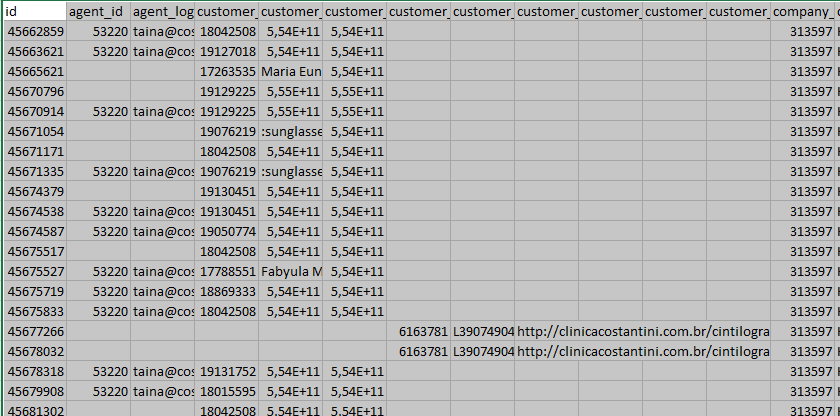 id agent_id agent_log customer_ customer_ customer_ customer_ customer_ customer_ customer_ customer_ customer_ company_
45662859 53220 taina@cos 18042508 5,54E+11 5,54E+11 313597
45663621 53220 taina@cos 19127018 5,54E+11 5,54E+11 313597
45665621 17263535 Maria Eun 5,54E+11 313597
45670796 19129225 5,55E+11 5,55E+11 313597
45670914 53220 taina@cos 19129225 5,55E+11 5,55E+11 313597
45671054 19076219 :sunglasse 5,54E+11 313597
45671171 18042508 5,54E+11 5,54E+11 313597
45671335 53220 taina@cos 19076219 :sunglasse 5,54E+11 313597
45674379 19130451 5,54E+11 5,54E+11 313597
45674538 53220 taina@cos 19130451 5,54E+11 5,54E+11 313597
45674587 53220 taina@cos 19050774 5,54E+11 5,54E+11 313597
45675517 18042508 5,54E+11 5,54E+11 313597
45675527 53220 taina@cos 17788551 Fabyula M 5,54E+11 313597
45675719 53220 taina@cos 18869333 5,54E+11 5,54E+11 313597
45675833 53220 taina@cos 18042508 5,54E+11 5,54E+11 313597
45677266 6163781 L39074904 http://clinicacostantini.com.br/cintilogra 313597
45678032 6163781 L39074904 http://clinicacostantini.com.br/cintilogra 313597
45678318 53220 taina@cos 19131752 5,54E+11 5,54E+11 313597
45679908 53220 taina@cos 18015595 5,54E+11 5,54E+11 313597
45681302 18042508 5,54E+11 5,54E+11 313597